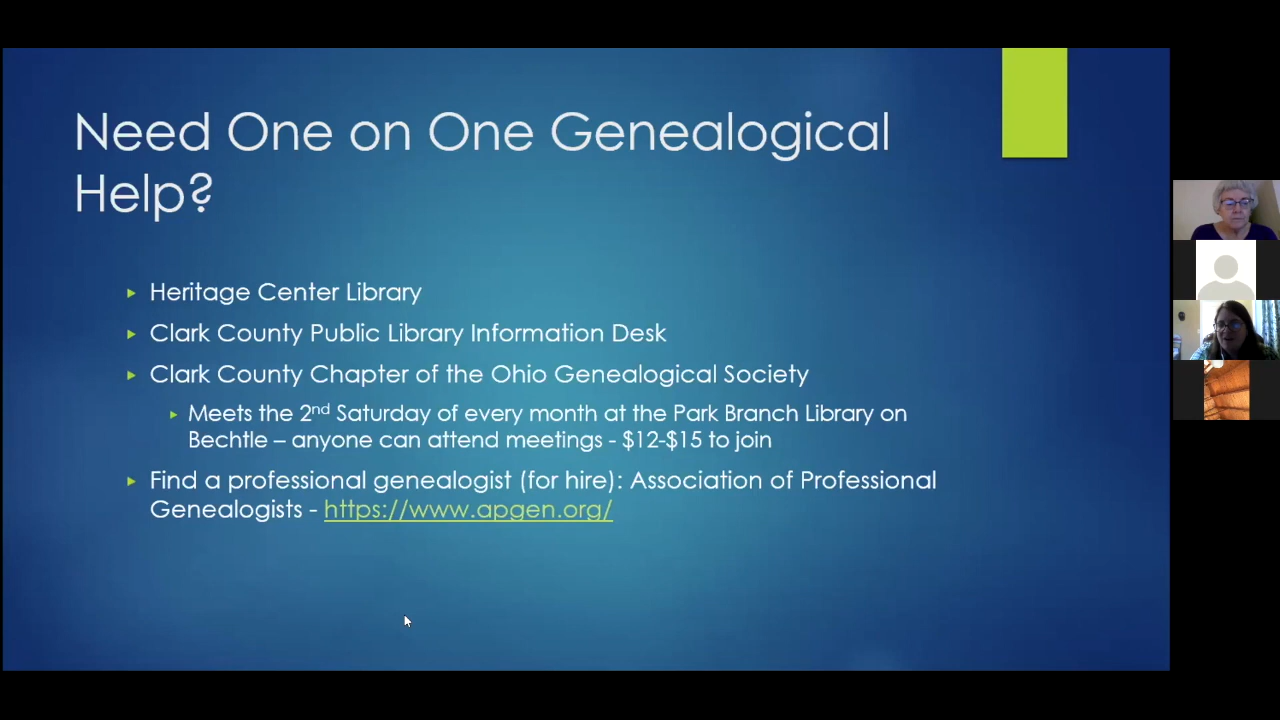 Need One on One Genealogical
Help?
Heritage Center Library
Clark County Public Library Information Desk
Clark County Chapter of the Ohio Genealogical Society
Meets the 2nd Saturday of every month at the Park Branch Library on
Bechtle – anyone can attend meetings - $12-$15 to join
Find a professional genealogist (for hire): Association of Professional
Genealogists - https://www.apgen.org/